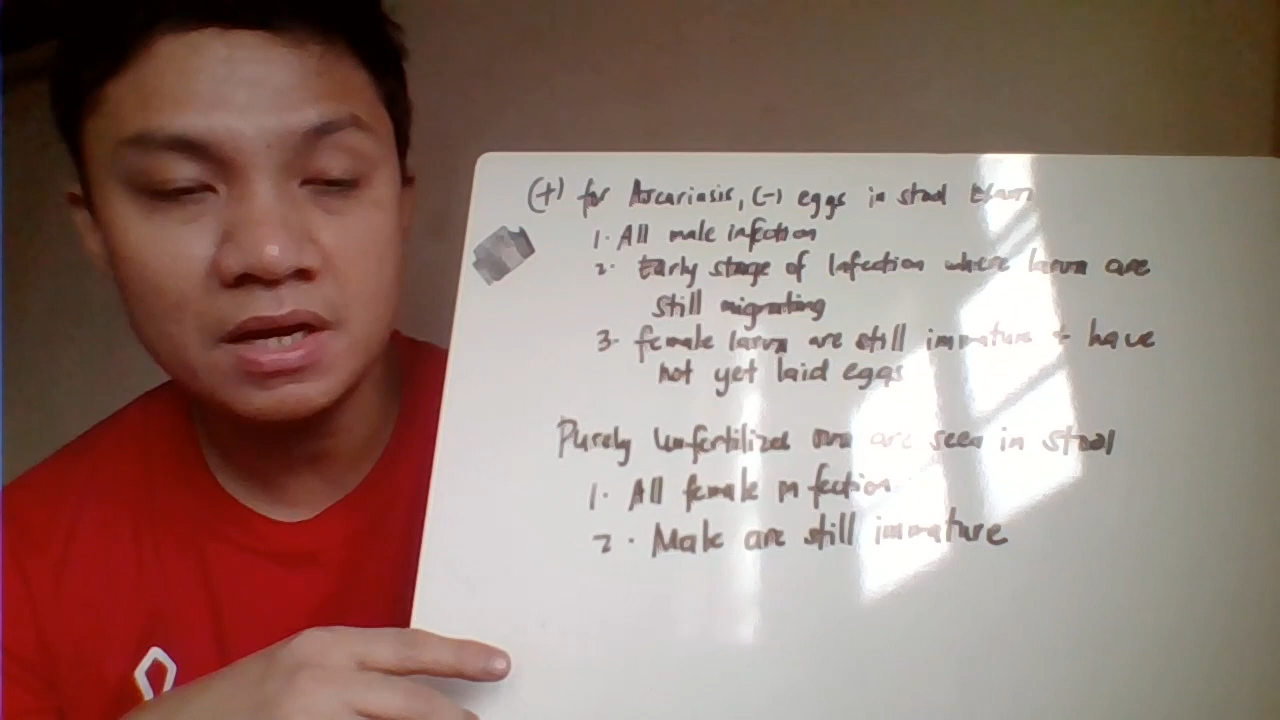 (+) for Ascariasis, (-) eggs in stool Exam
1. All male infection
2. Early stage of Infection where larva are
still migrating
3. female larva are still immature + have
not yet laid eggs
Purely Unfertilized ova are seen in stool
1. All female infection
2. Male are still immature